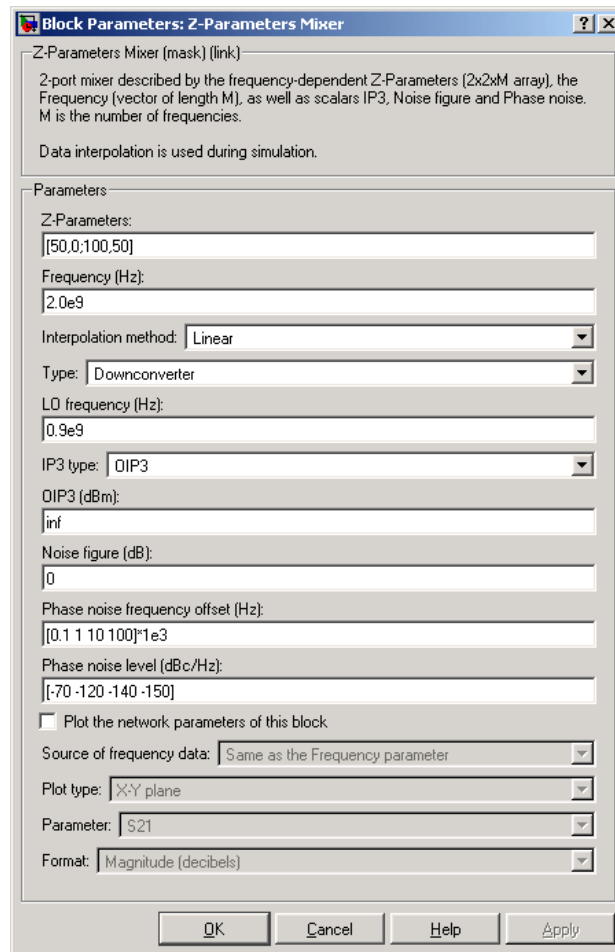 Block Parameters: Z-Parameters Mixer
Z-Parameters Mixer (mask) (link)
2-port mixer described by the frequency-dependent Z-Parameters (2x2xM array), the
Frequency (vector of length M), as well as scalars IP3, Noise figure and Phase noise.
M is the number of frequencies.
Data interpolation is used during simulation.
Parameters
Z-Parameters:
[50,0;100,50]
Frequency (Hz):
2.0e9
Interpolation method: Linear
Type: Downconverter
LO frequency (Hz):
0.9e9
IP3 type: OIP3
OIP3 (dBm):
inf
Noise figure (dB):
0
Phase noise frequency offset (Hz):
[0.1 1 10 100]*1e3
Phase noise level (dBc/Hz):
[-70 -120 -140 -150]
Plot the network parameters of this block
Source of frequency data: Same as the Frequency parameter
Plot type: X-Y plane
Parameter: S21
Format: Magnitude (decibels)
OK Cancel Help Apply